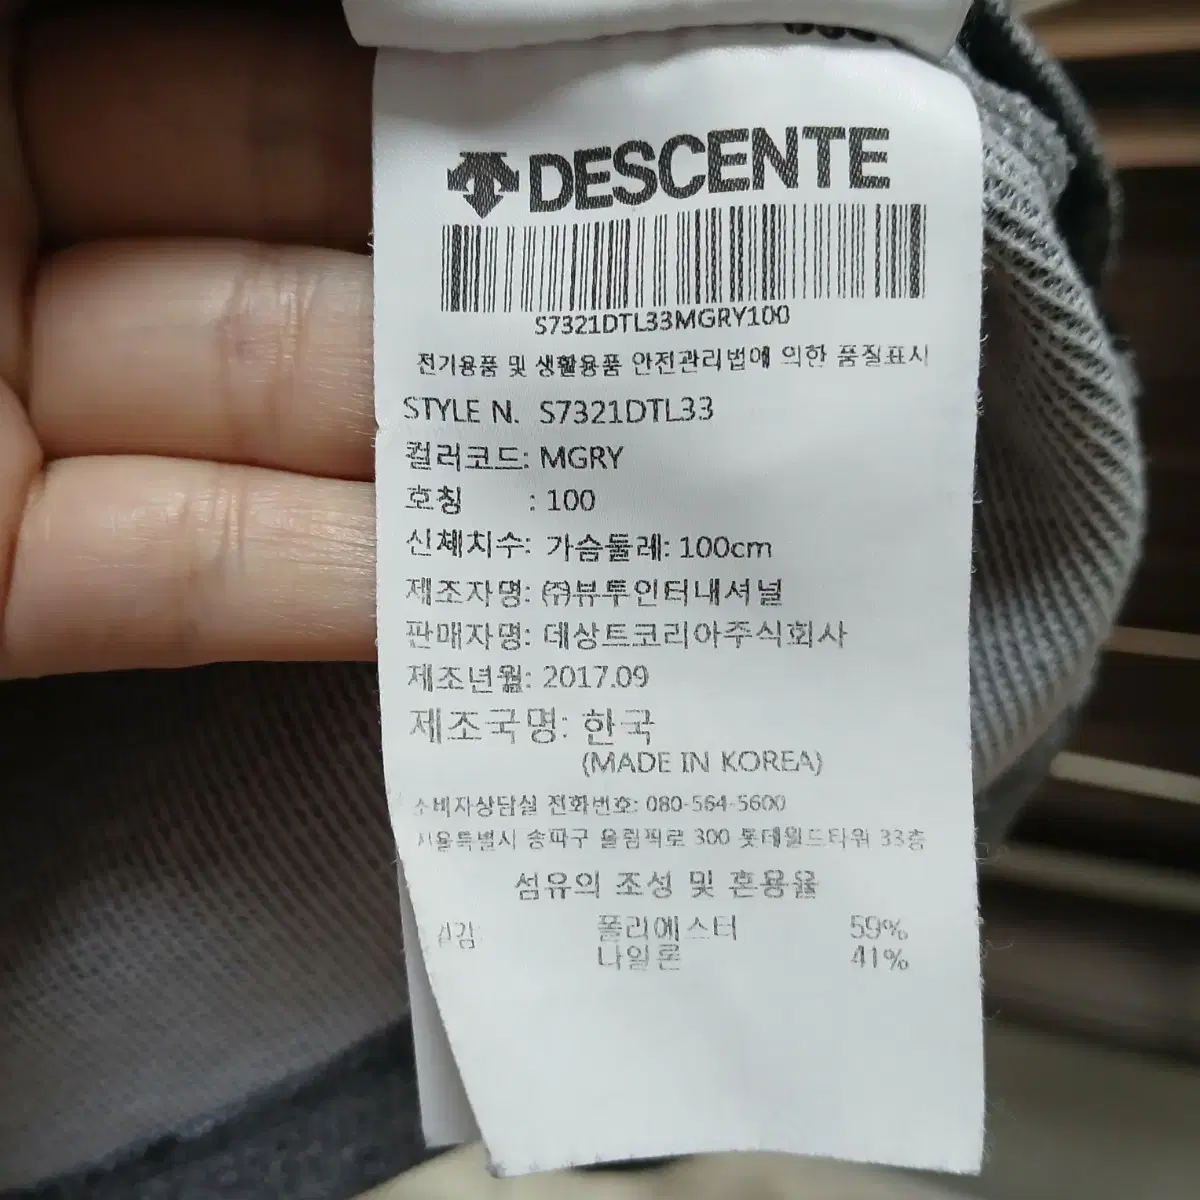 DESCENTE
S7321DTL33MGRY100
전기용품 및 생활용품 안전관리법에 의한 품질표시
STYLE N. S7321DTL33
컬러코드: MGRY
호칭 : 100
신체치수: 가슴둘레: 100cm
제조자명: ㈜뷰투인터내셔널
판매자명: 데상트코리아주식회사
제조년월: 2017.09
제조국명: 한국
(MADE IN KOREA)
소비자상담실 전화번호: 080-564-5600
서울특별시 송파구 올림픽로 300 롯데월드타워 33층
섬유의 조성 및 혼용율
겉감 폴리에스터 59%
나일론 41%